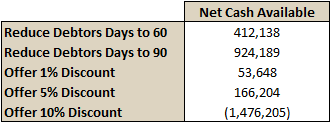 Net Cash Available
Reduce Debtors Days to 60 412,138
Reduce Debtors Days to 90 924,189
Offer 1% Discount 53,648
Offer 5% Discount 166,204
Offer 10% Discount (1,476,205)